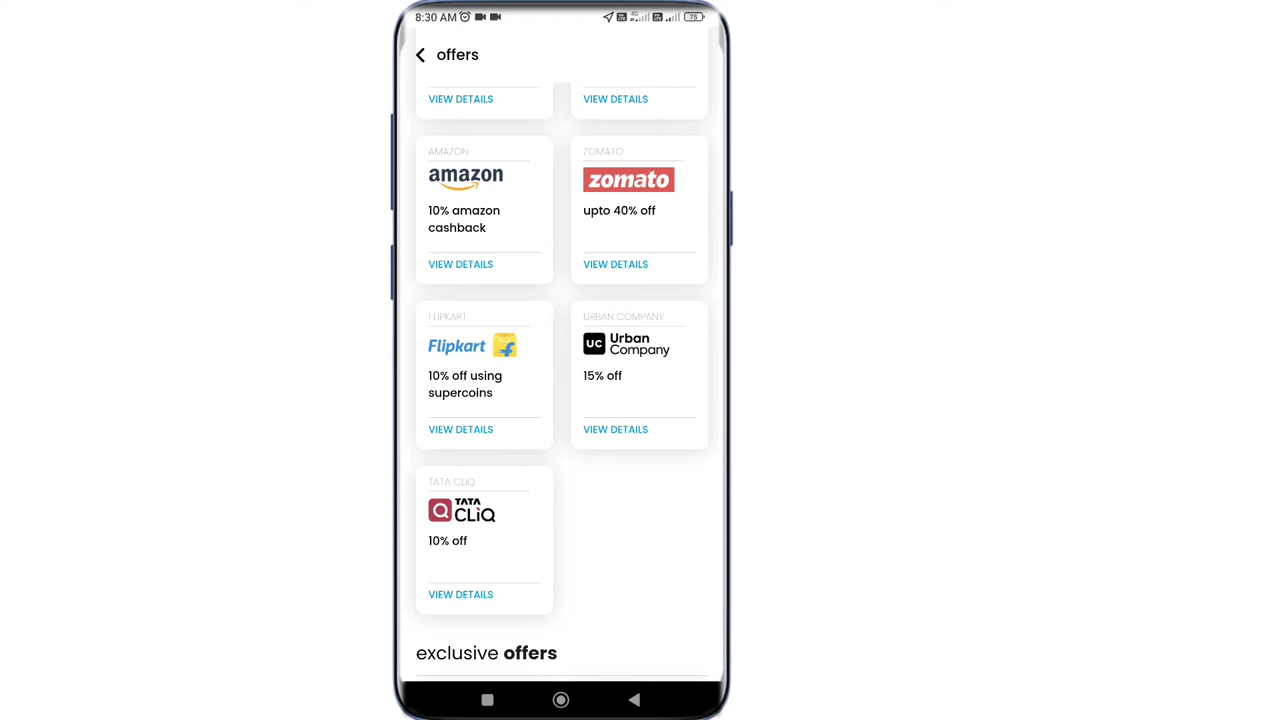 8:30 AM
4G
75
offers
VIEW DETAILS
VIEW DETAILS
AMAZON
amazon
10% amazon
cashback
VIEW DETAILS
ZOMATO
zomato
upto 40% off
VIEW DETAILS
FLIPKART
Flipkart
10% off using
supercoins
VIEW DETAILS
URBAN COMPANY
UC Urban
Company
15% off
VIEW DETAILS
TATA CLIQ
TATA
CLiQ
10% off
VIEW DETAILS
exclusive offers